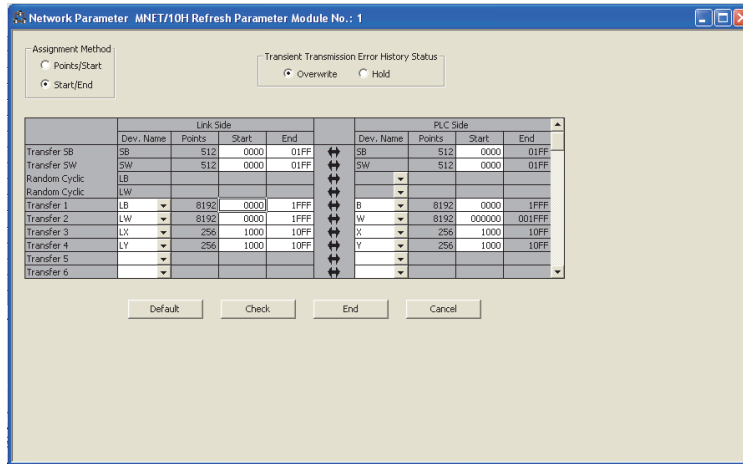 Network Parameter MNET/10H Refresh Parameter Module No.: 1
Assignment Method
Points/Start
Start/End
Transient Transmission Error History Status
Overwrite Hold
Link Side PLC Side
Dev. Name Points Start End Dev. Name Points Start End
Transfer SB SB 512 0000 01FF SB 512 0000 01FF
Transfer SW SW 512 0000 01FF SW 512 0000 01FF
Random Cyclic LB
Random Cyclic LW
Transfer 1 LB 8192 0000 1FFF B 8192 0000 1FFF
Transfer 2 LW 8192 0000 1FFF W 8192 000000 001FFF
Transfer 3 LX 256 1000 10FF X 256 1000 10FF
Transfer 4 LY 256 1000 10FF Y 256 1000 10FF
Transfer 5
Transfer 6
Default Check End Cancel